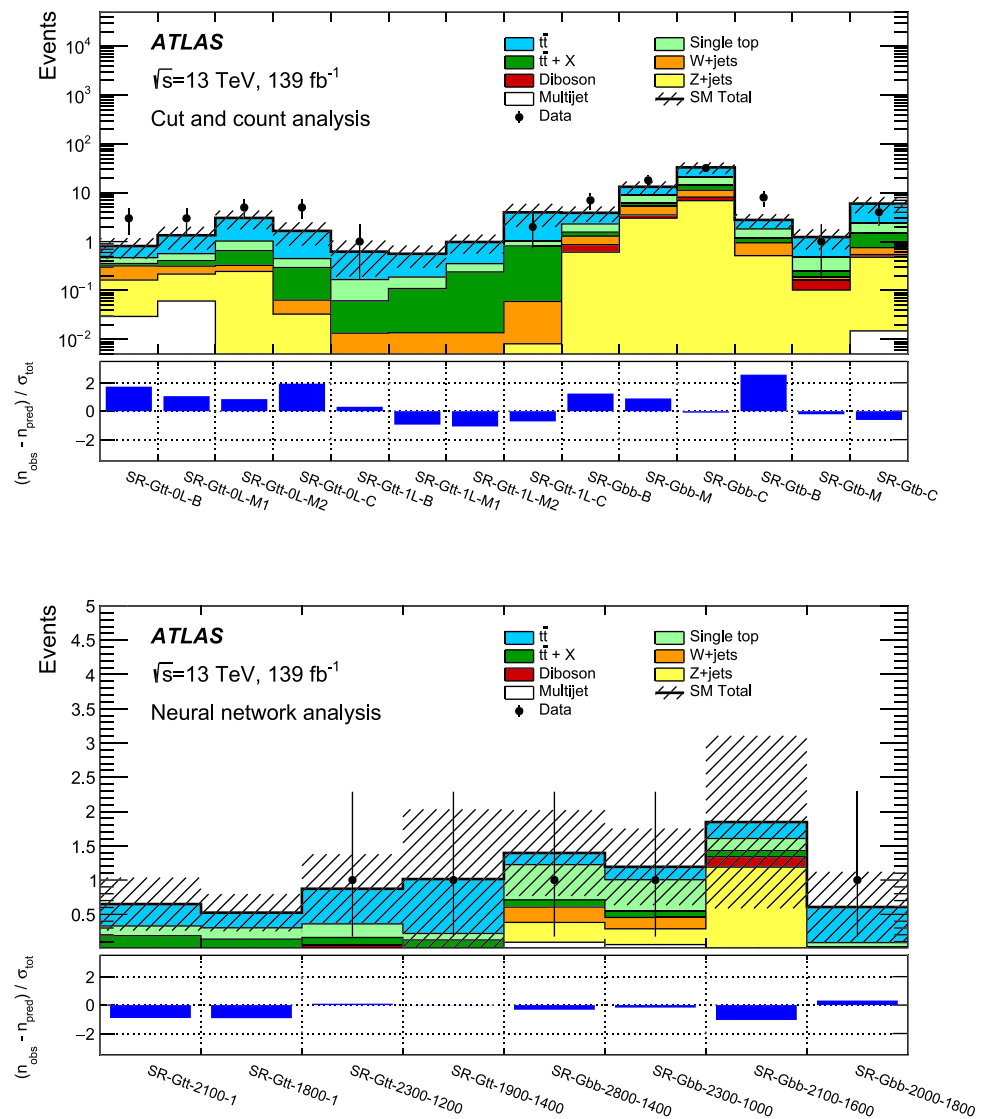 Events
10⁴
10³
10²
10
1
10⁻¹
10⁻²
ATLAS
√s=13 TeV, 139 fb⁻¹
Cut and count analysis
tt̄
Single top
tt̄ + X
W+jets
Diboson
Z+jets
Multijet
SM Total
Data
(n_obs - n_pred) / σ_tot
2
0
−2
SR-Gtt-0L-B
SR-Gtt-0L-M1
SR-Gtt-0L-M2
SR-Gtt-0L-C
SR-Gtt-1L-B
SR-Gtt-1L-M1
SR-Gtt-1L-M2
SR-Gtt-1L-C
SR-Gbb-B
SR-Gbb-M
SR-Gbb-C
SR-Gtb-B
SR-Gtb-M
SR-Gtb-C
Events
5
4.5
4
3.5
3
2.5
2
1.5
1
0.5
ATLAS
√s=13 TeV, 139 fb⁻¹
Neural network analysis
tt̄
Single top
tt̄ + X
W+jets
Diboson
Z+jets
Multijet
SM Total
Data
(n_obs - n_pred) / σ_tot
2
0
−2
SR-Gtt-2100-1
SR-Gtt-1800-1
SR-Gtt-2300-1200
SR-Gtt-1900-1400
SR-Gbb-2800-1400
SR-Gbb-2300-1000
SR-Gbb-2100-1600
SR-Gbb-2000-1800